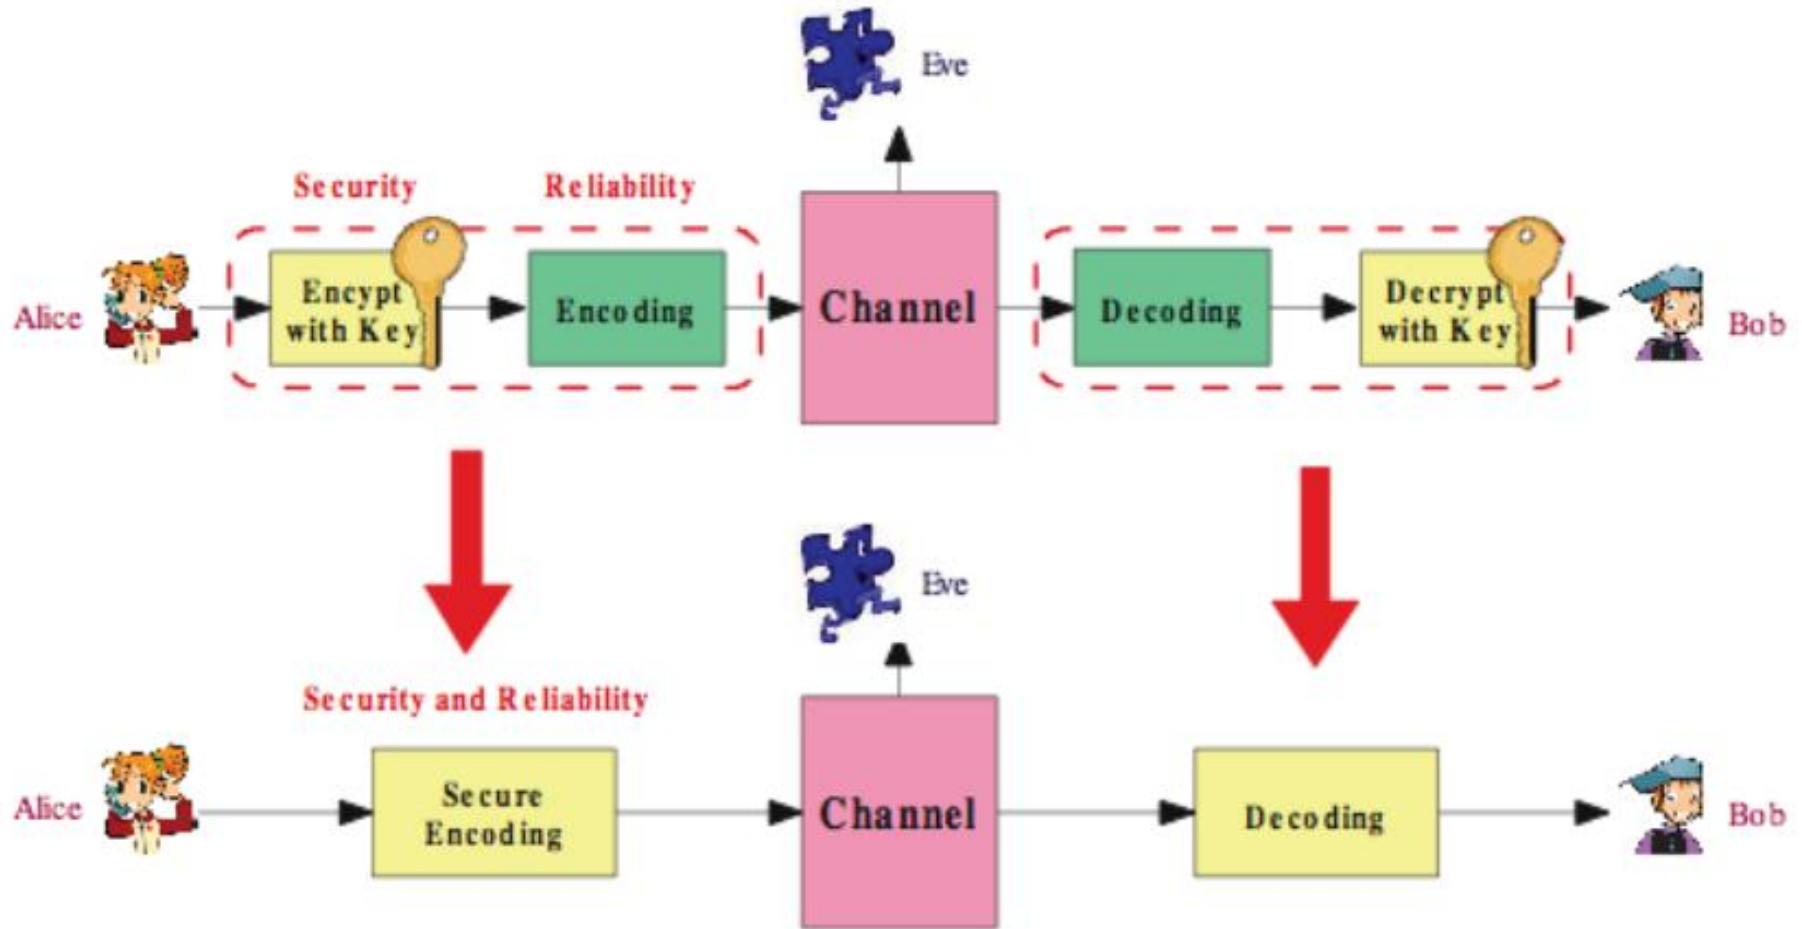 Eve
Security
Reliability
Alice
Encypt
with Key
Encoding
Channel
Decoding
Decrypt
with Key
Bob
Eve
Security and Reliability
Alice
Secure
Encoding
Channel
Decoding
Bob